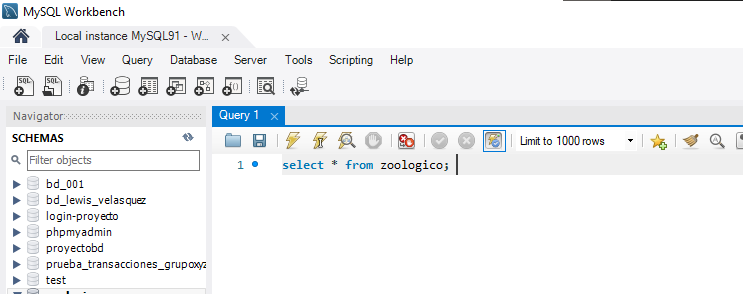 MySQL Workbench
Local instance MySQL91 - W... ×
File Edit View Query Database Server Tools Scripting Help
Navigator
Query 1 ×
SCHEMAS
Limit to 1000 rows
Filter objects
1 select * from zoologico;
bd_001
bd_lewis_velasquez
login-proyecto
phpmyadmin
proyectobd
prueba_transacciones_grupoxyz
test